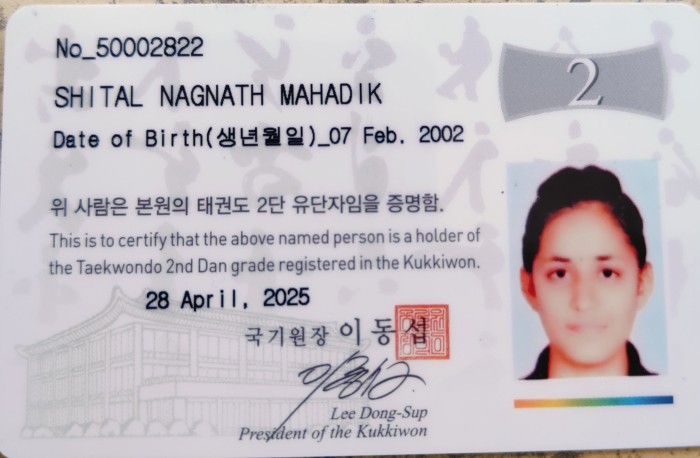 No_50002822
2
SHITAL NAGNATH MAHADIK
Date of Birth(생년월일)_07 Feb. 2002
위 사람은 본원의 태권도 2단 유단자임을 증명함.
This is to certify that the above named person is a holder of
the Taekwondo 2nd Dan grade registered in the Kukkiwon.
28 April, 2025
국기원장 이동섭
Lee Dong-Sup
President of the Kukkiwon